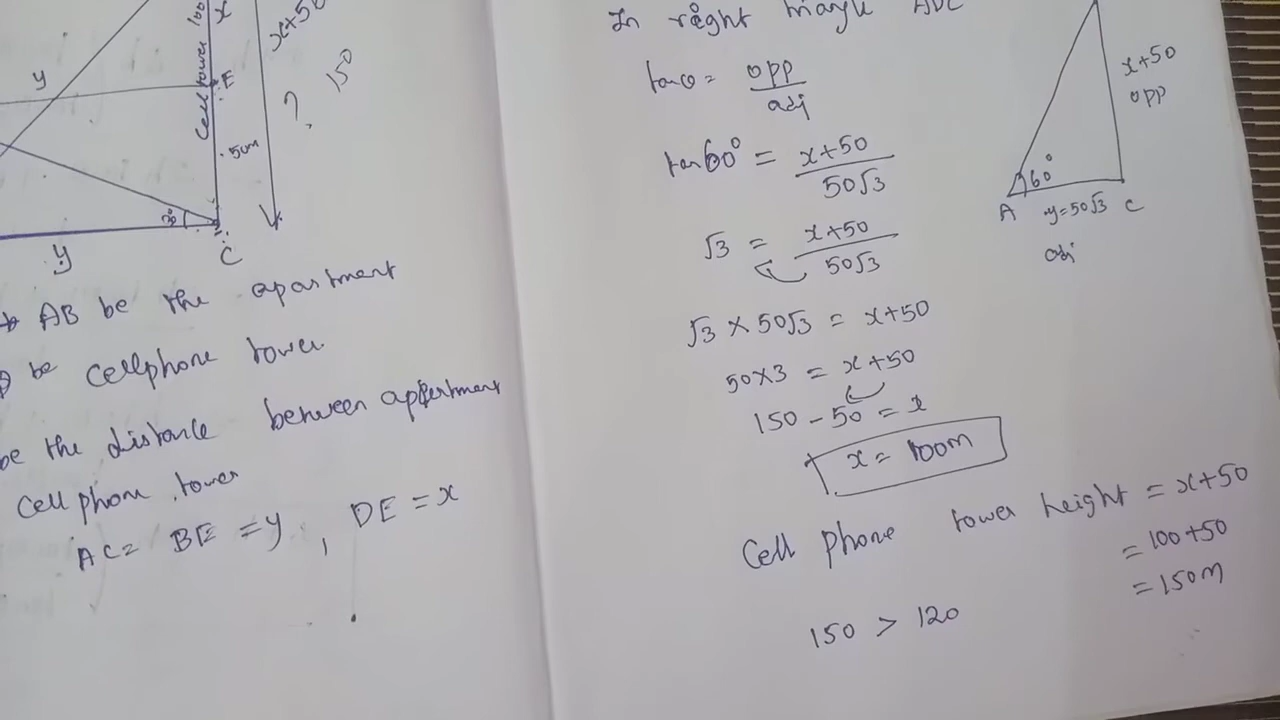 Cell tower 100
x
x+50
150
?
y
E
50m
30°
y
C
AB be the apartment
be cellphone tower
be the distance between apartment
cell phone tower
AC = BE = y , DE = x
In right triangle ADC
tanθ = opp / adj
tan60° = x+50 / 50√3
√3 = x+50 / 50√3
√3 × 50√3 = x+50
50×3 = x+50
150 - 50 = x
x = 100m
Cell phone tower height = x+50
= 100+50
= 150m
150 > 120
x+50
opp
60°
A y=50√3 C
adj